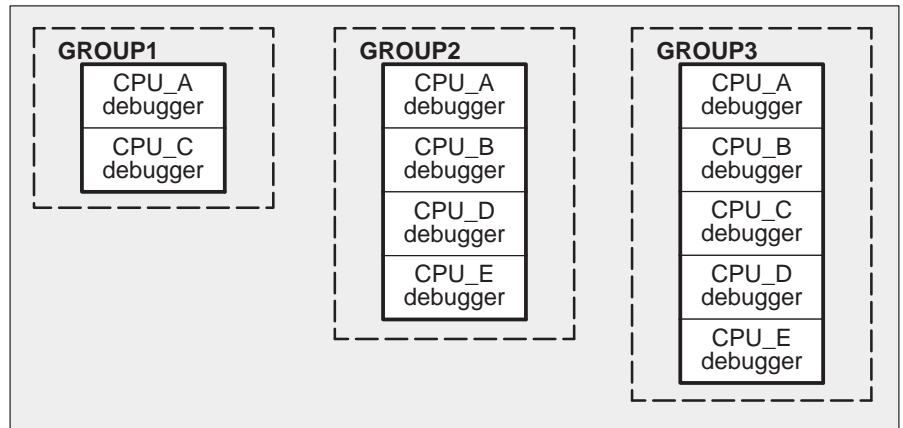 GROUP1
CPU_A
debugger
CPU_C
debugger
GROUP2
CPU_A
debugger
CPU_B
debugger
CPU_D
debugger
CPU_E
debugger
GROUP3
CPU_A
debugger
CPU_B
debugger
CPU_C
debugger
CPU_D
debugger
CPU_E
debugger